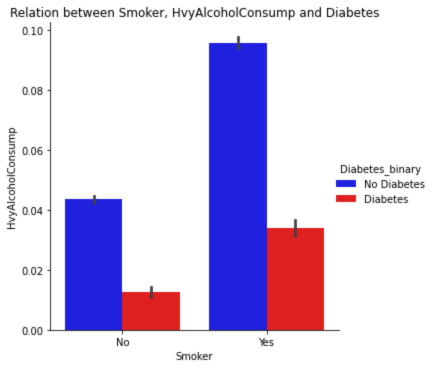 Relation between Smoker, HvyAlcoholConsump and Diabetes
0.10
0.08
0.06
0.04
0.02
0.00
HvyAlcoholConsump
No
Yes
Smoker
Diabetes_binary
No Diabetes
Diabetes